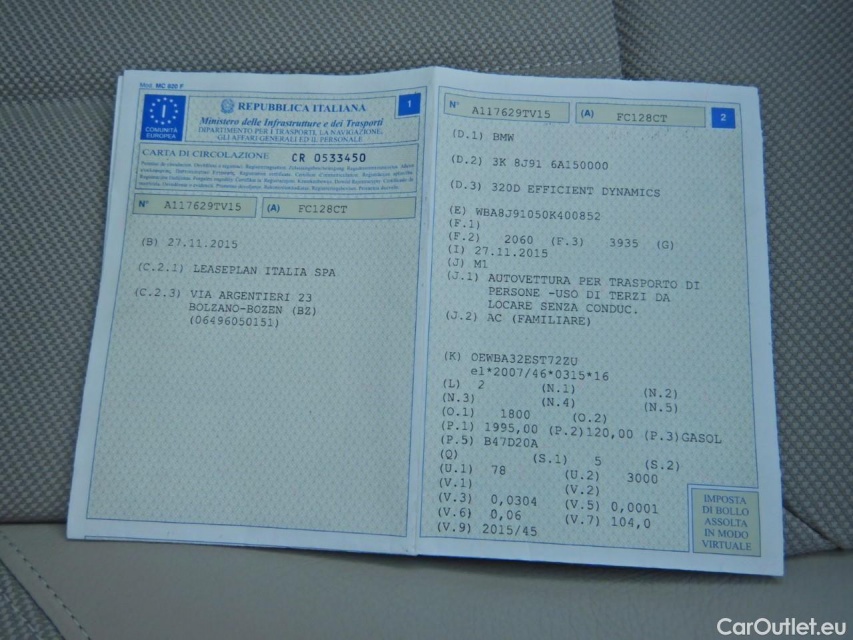 Mod. MC 820 F
I
COMUNITÀ
EUROPEA
REPUBBLICA ITALIANA
1
Ministero delle Infrastrutture e dei Trasporti
DIPARTIMENTO PER I TRASPORTI, LA NAVIGAZIONE,
GLI AFFARI GENERALI ED IL PERSONALE
CARTA DI CIRCOLAZIONE CR 0533450
N° A117629TV15 (A) FC128CT
(B) 27.11.2015
(C.2.1) LEASEPLAN ITALIA SPA
(C.2.3) VIA ARGENTIERI 23
BOLZANO-BOZEN (BZ)
(06496050151)
N° A117629TV15 (A) FC128CT 2
(D.1) BMW
(D.2) 3K 8J91 6A150000
(D.3) 320D EFFICIENT DYNAMICS
(E) WBA8J91050K400852
(F.1)
(F.2) 2060 (F.3) 3935 (G)
(I) 27.11.2015
(J) M1
(J.1) AUTOVETTURA PER TRASPORTO DI
PERSONE -USO DI TERZI DA
LOCARE SENZA CONDUC.
(J.2) AC (FAMILIARE)
(K) OEWBA32EST72ZU
e1*2007/46*0315*16
(L) 2 (N.1) (N.2)
(N.3) (N.4) (N.5)
(O.1) 1800 (O.2)
(P.1) 1995,00 (P.2)120,00 (P.3)GASOL
(P.5) B47D20A
(Q) (S.1) 5 (S.2)
(U.1) 78 (U.2) 3000
(V.1) (V.2)
(V.3) 0,0304 (V.5) 0,0001
(V.6) 0,06 (V.7) 104,0
(V.9) 2015/45
IMPOSTA
DI BOLLO
ASSOLTA
IN MODO
VIRTUALE
CarOutlet.eu